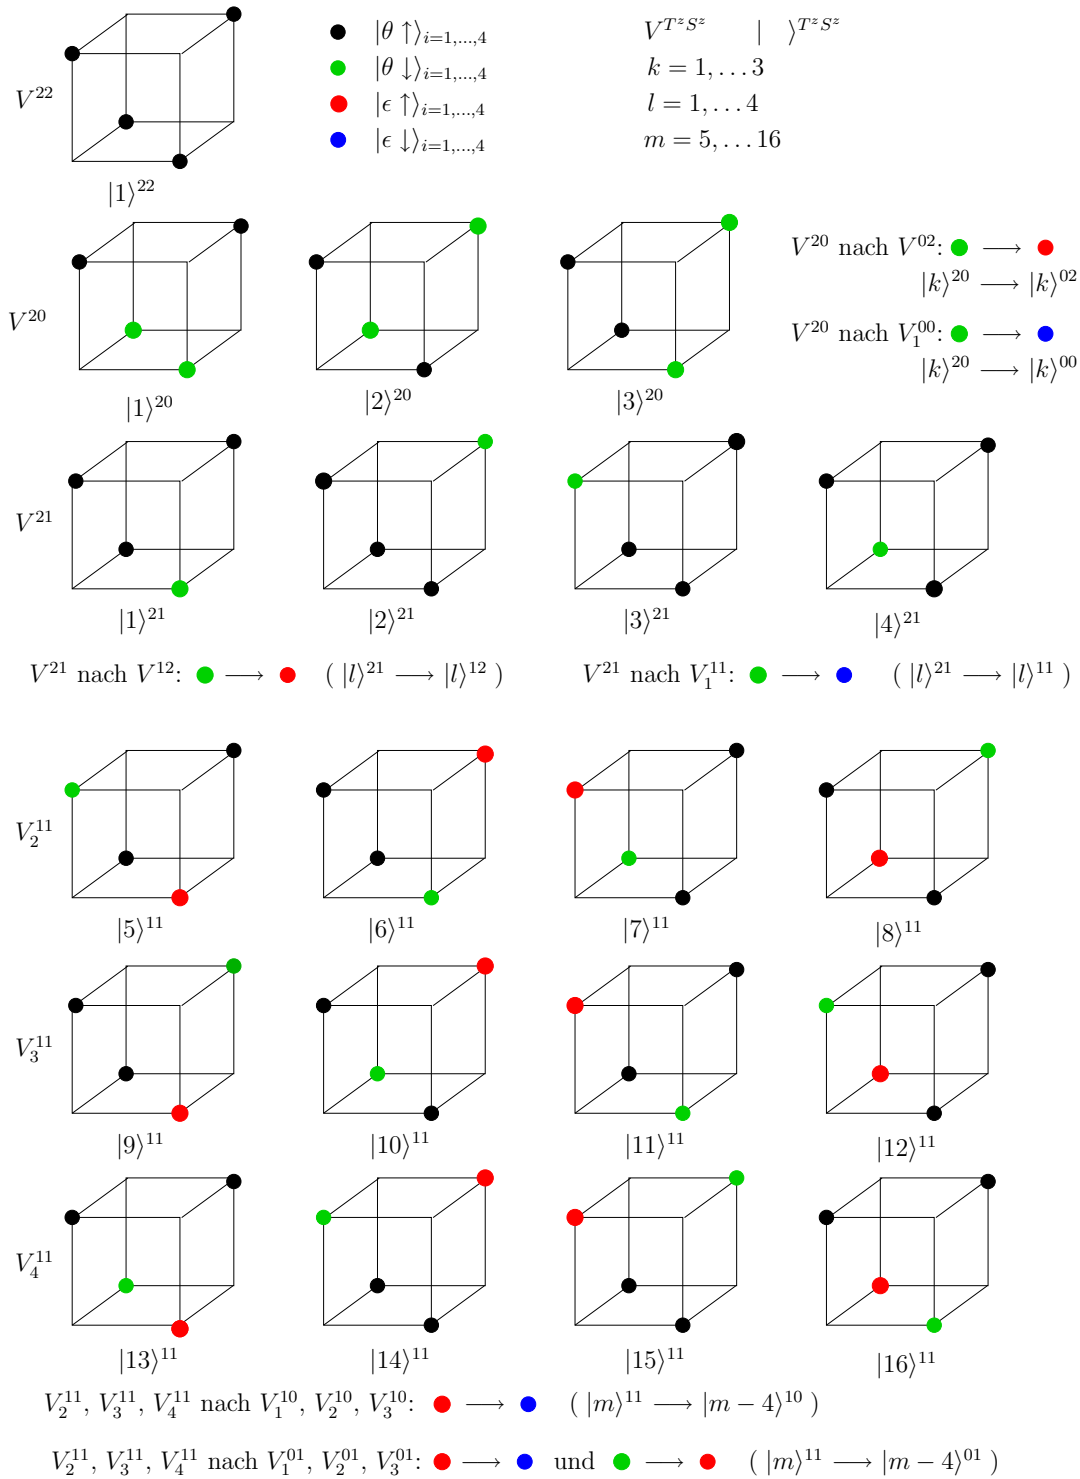 |θ ↑⟩_{i=1,...,4} V^{T^zS^z} | ⟩^{T^zS^z}
|θ ↓⟩_{i=1,...,4} k = 1, . . . 3
V^{22} |ϵ ↑⟩_{i=1,...,4} l = 1, . . . 4
|ϵ ↓⟩_{i=1,...,4} m = 5, . . . 16
|1⟩^{22}
V^{20} nach V^{02}: ⟶
|k⟩^{20} ⟶ |k⟩^{02}
V^{20}
V^{20} nach V_1^{00}: ⟶
|k⟩^{20} ⟶ |k⟩^{00}
|1⟩^{20} |2⟩^{20} |3⟩^{20}
V^{21}
|1⟩^{21} |2⟩^{21} |3⟩^{21} |4⟩^{21}
V^{21} nach V^{12}: ⟶ ( |l⟩^{21} ⟶ |l⟩^{12} ) V^{21} nach V_1^{11}: ⟶ ( |l⟩^{21} ⟶ |l⟩^{11} )
V_2^{11}
|5⟩^{11} |6⟩^{11} |7⟩^{11} |8⟩^{11}
V_3^{11}
|9⟩^{11} |10⟩^{11} |11⟩^{11} |12⟩^{11}
V_4^{11}
|13⟩^{11} |14⟩^{11} |15⟩^{11} |16⟩^{11}
V_2^{11}, V_3^{11}, V_4^{11} nach V_1^{10}, V_2^{10}, V_3^{10}: ⟶ ( |m⟩^{11} ⟶ |m − 4⟩^{10} )
V_2^{11}, V_3^{11}, V_4^{11} nach V_1^{01}, V_2^{01}, V_3^{01}: ⟶ und ⟶ ( |m⟩^{11} ⟶ |m − 4⟩^{01} )